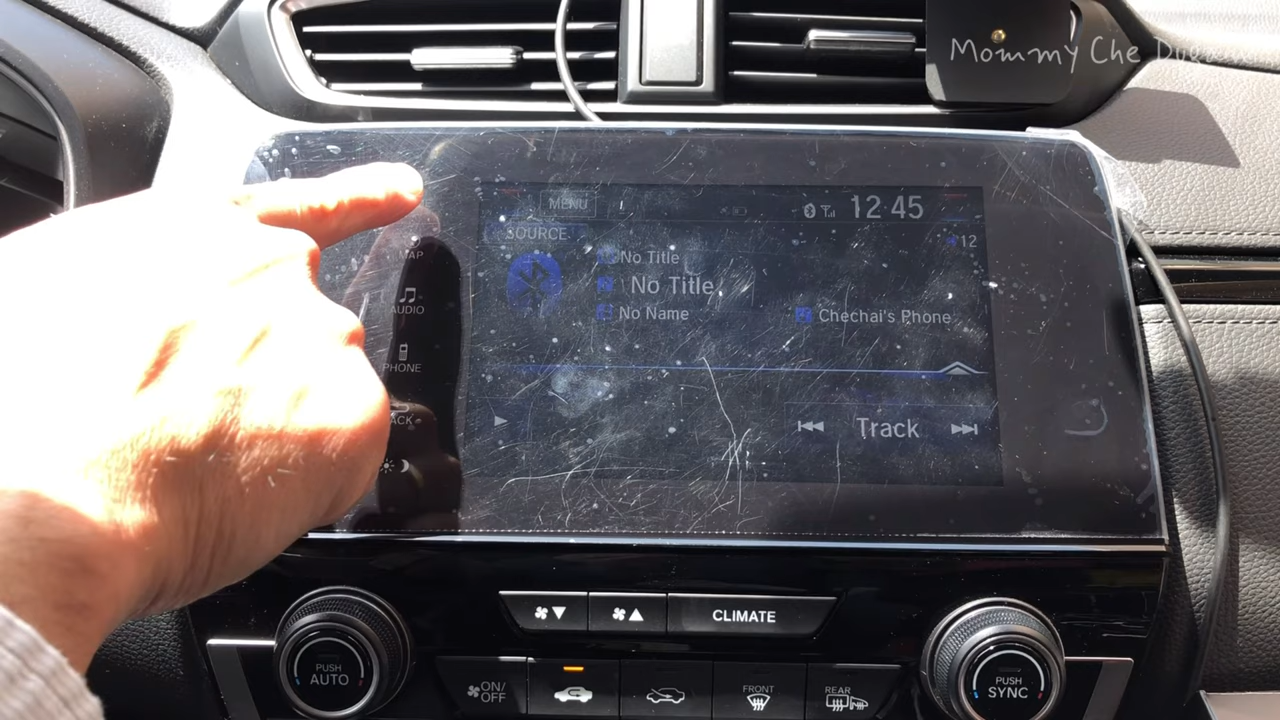 Mommy Che
MENU
12:45
SOURCE
12
MAP
No Title
No Title
AUDIO
No Name
Chechai's Phone
PHONE
Track
PUSH
AUTO
CLIMATE
PUSH
SYNC
ON/
OFF
FRONT
REAR